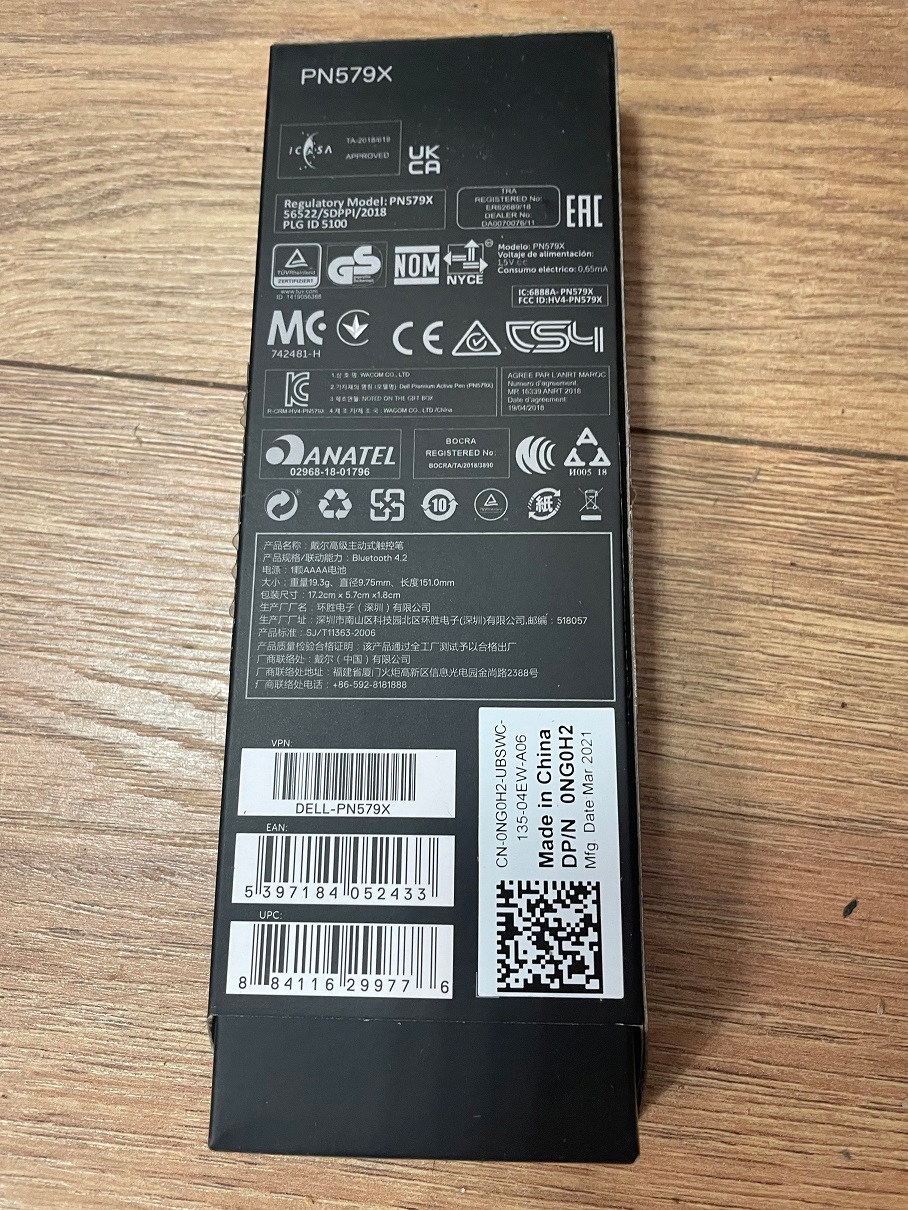 PN579X
ICASA
TA-2018/619
APPROVED
UK
CA
Regulatory Model: PN579X
56522/SDPPI/2018
PLG ID 5100
TRA
REGISTERED No:
ER62689/18
DEALER No:
DA0070076/11
EAC
TÜVRheinland
ZERTIFIZIERT
www.tuv.com
ID 1419056388
GS
geprüfte
Sicherheit
NOM
NYCE
Modelo: PN579X
Voltaje de alimentación:
1,5V cc
Consumo eléctrico: 0,65mA
IC:6888A- PN579X
FCC ID:HV4-PN579X
MC
742481-H
CE
R-CRM-HV4-PN579X
1.상 호 명: WACOM CO., LTD
2.기자재의 명칭 (모델명): Dell Premium Active Pen (PN579X)
3 제조연월: NOTED ON THE GIFT BOX
4.제 조 자/제 조 국 : WACOM CO., LTD /China
AGREE PAR L'ANRT MAROC
Numero d'agrement:
MR 16339 ANRT 2018
Date d'agrement:
19/04/2018
ANATEL
02968-18-01796
BOCRA
REGISTERED No:
BOCRA/TA/2018/3890
И005 18
10
紙
产品名称：戴尔高级主动式触控笔
产品规格/联动能力：Bluetooth 4.2
电源：1颗AAAA电池
大小：重量19.3g、直径9.75mm、长度151.0mm
包装尺寸：17.2cm x 5.7cm x1.8cm
生产厂厂名：环胜电子（深圳）有限公司
生产厂厂址：深圳市南山区科技园北区环胜电子(深圳)有限公司,邮编：518057
产品标准：SJ/T11363-2006
产品质量检验合格证明：该产品通过全工厂测试予以合格出厂
厂商联络处：戴尔（中国）有限公司
厂商联络处地址：福建省厦门火炬高新区信息光电园金尚路2388号
厂商联络处电话：+86-592-8181888
VPN:
DELL-PN579X
EAN:
5 397184 052433
UPC:
8 84116 29977 6
CN-0NG0H2-UBSWC-
135-04EW-A06
Made in China
DP/N 0NG0H2
Mfg Date Mar 2021